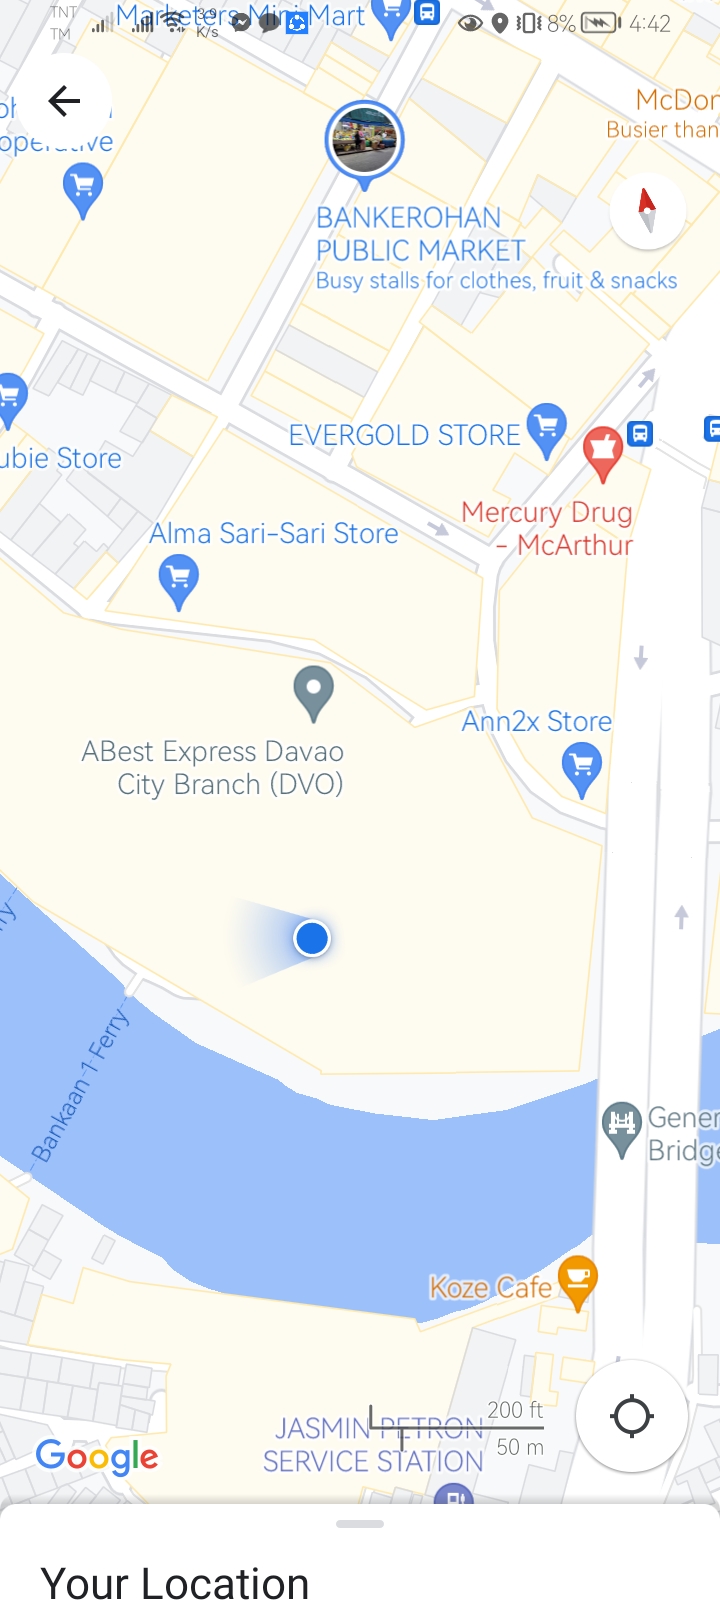 TNT
TM
3.9
K/s
8%
4:42
Marketers Mini Mart
McDon
Busier than
operative
BANKEROHAN
PUBLIC MARKET
Busy stalls for clothes, fruit & snacks
EVERGOLD STORE
ubie Store
Mercury Drug
- McArthur
Alma Sari-Sari Store
Ann2x Store
ABest Express Davao
City Branch (DVO)
Bankaan-1-Ferry
Gener
Bridge
Koze Cafe
200 ft
50 m
JASMIN PETRON
SERVICE STATION
Google
Your Location